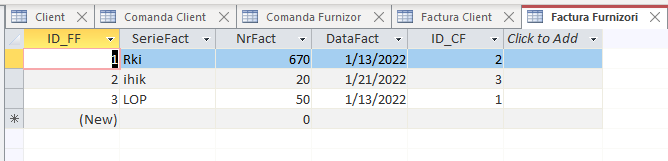 Client Comanda Client Comanda Furnizor Factura Client Factura Furnizori
ID_FF SerieFact NrFact DataFact ID_CF Click to Add
1 Rki 670 1/13/2022 2
2 ihik 20 1/21/2022 3
3 LOP 50 1/13/2022 1
* (New) 0